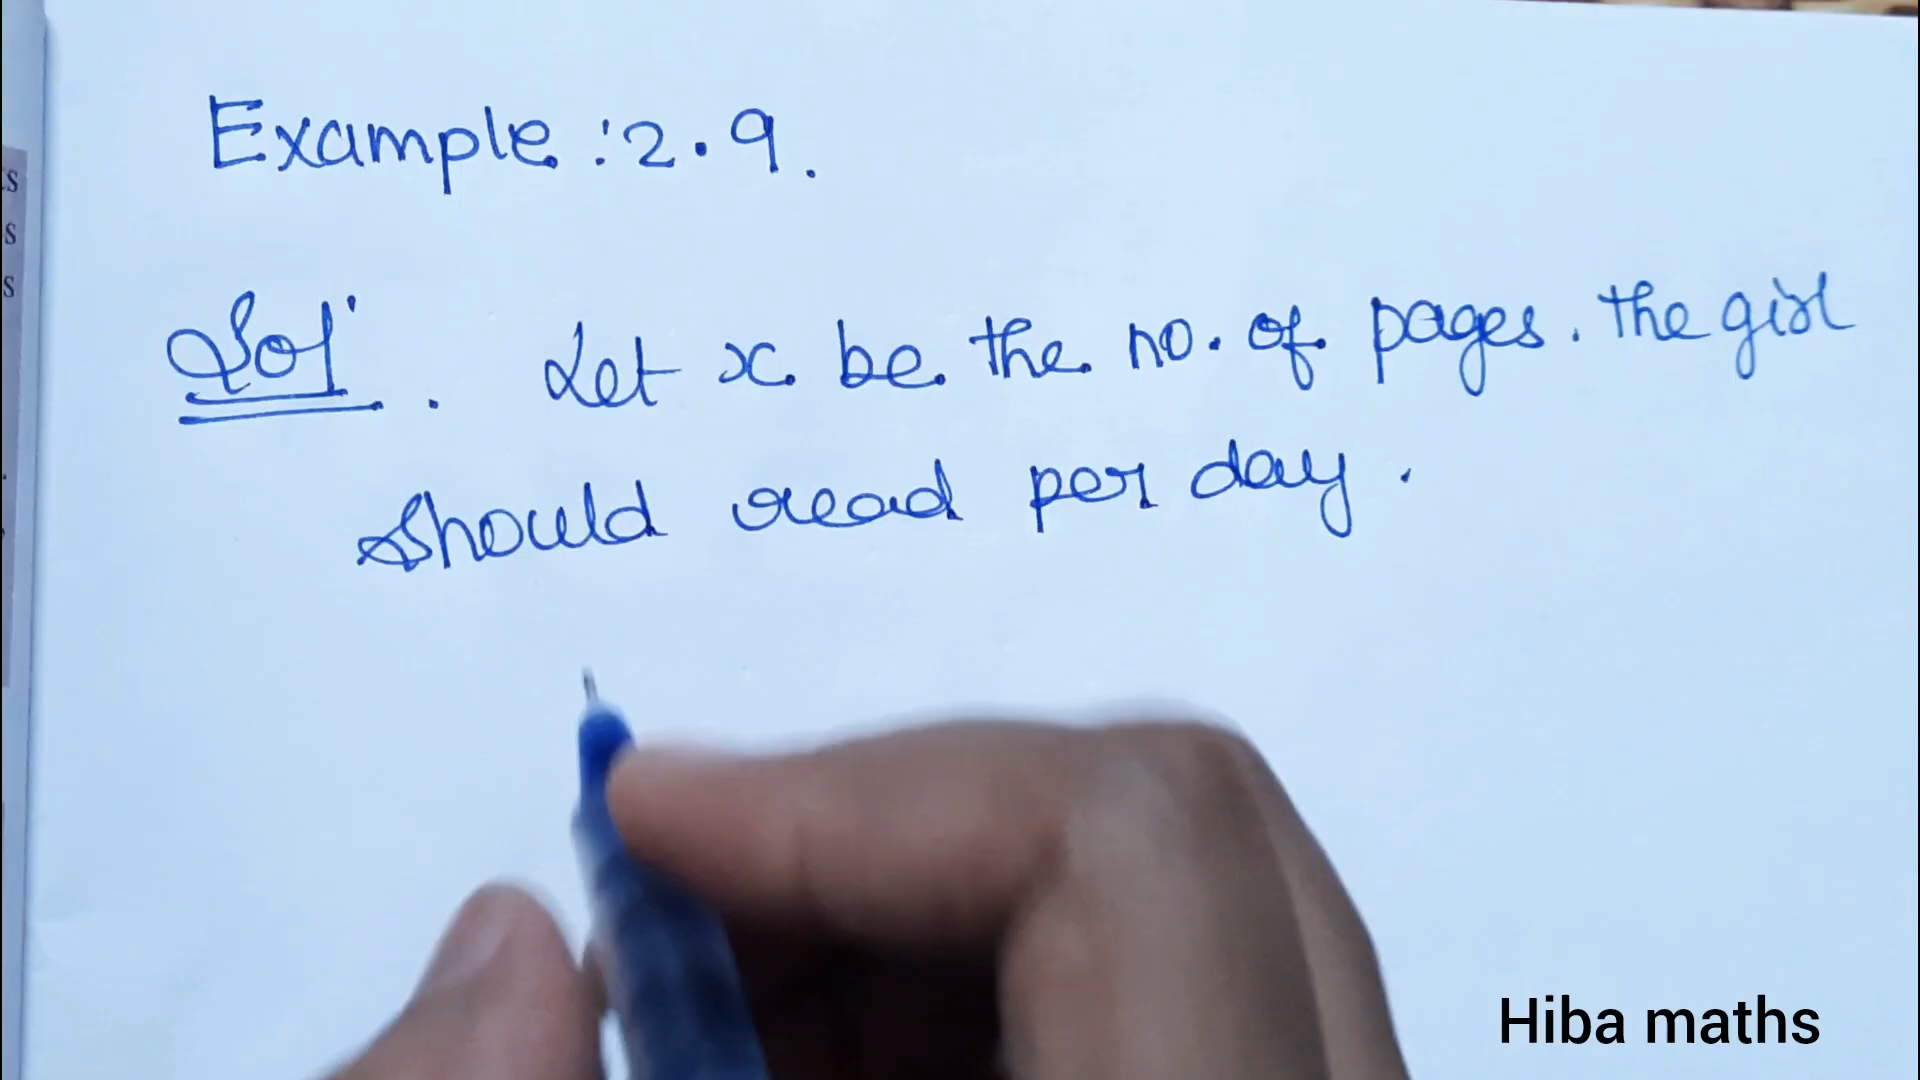 Example : 2.9.
Sol. Let x be the no. of pages. the girl
should read per day.
Hiba maths